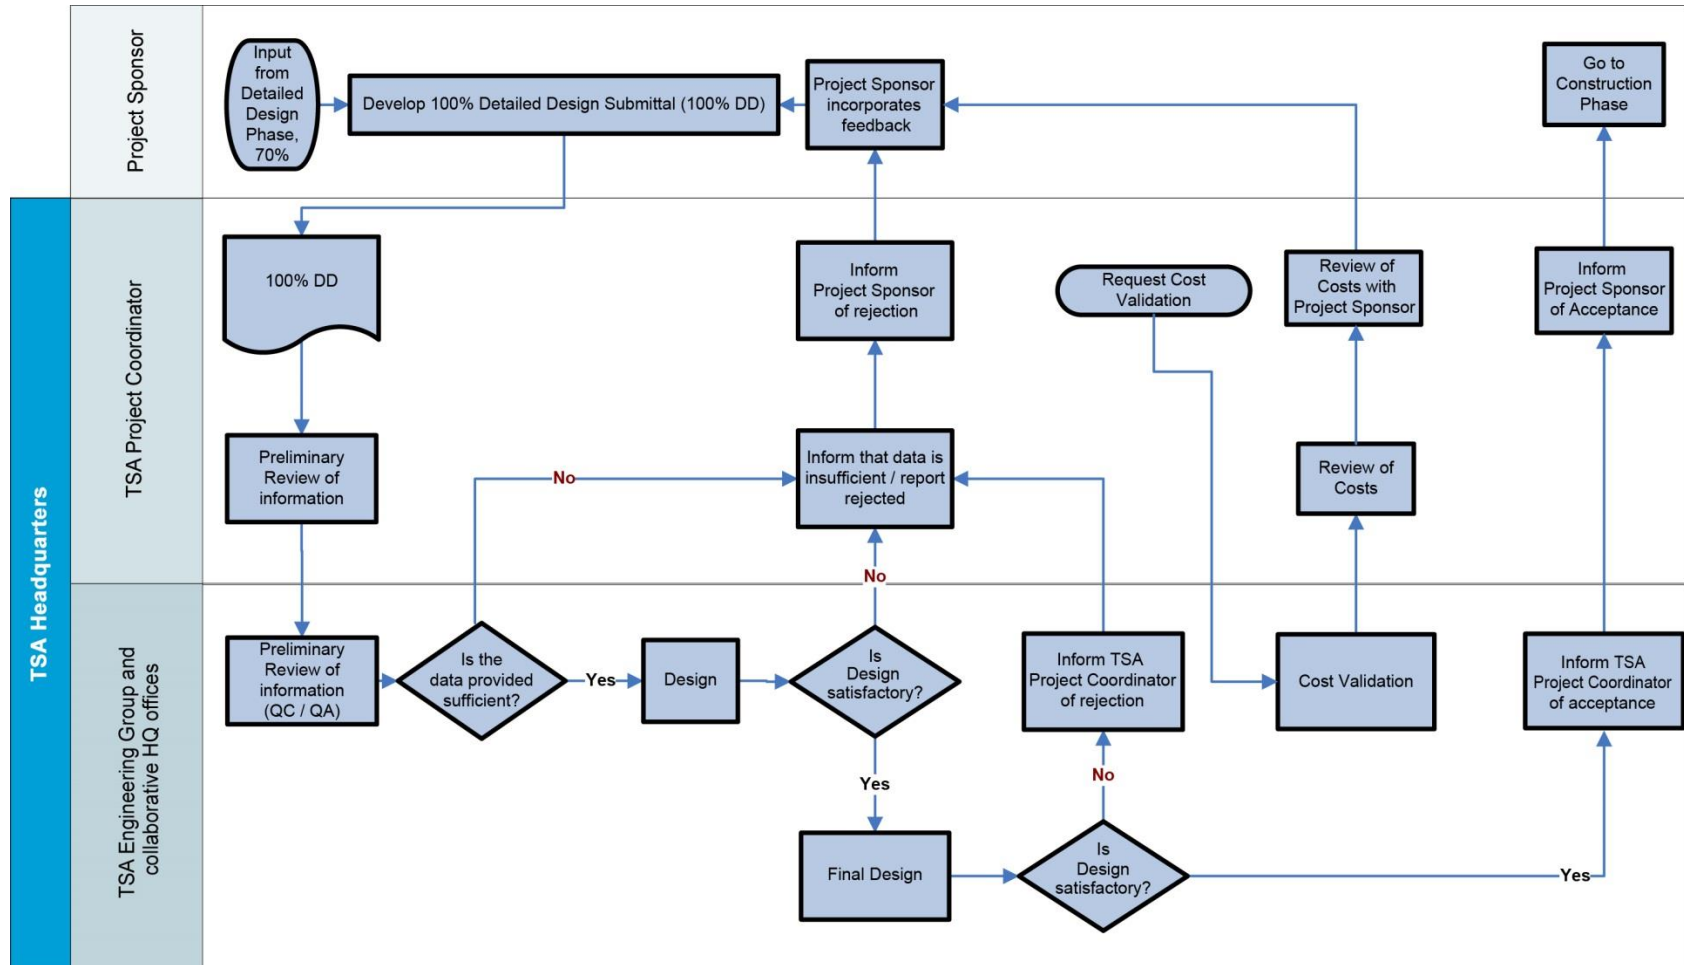 Project Sponsor
Input
from
Detailed
Design
Phase,
70%
Develop 100% Detailed Design Submittal (100% DD)
Project Sponsor
incorporates
feedback
Go to
Construction
Phase
TSA Headquarters
TSA Project Coordinator
100% DD
Inform
Project Sponsor
of rejection
Request Cost
Validation
Review of
Costs with
Project Sponsor
Inform
Project Sponsor
of Acceptance
Preliminary
Review of
information
No
Inform that data is
insufficient / report
rejected
Review of
Costs
No
TSA Engineering Group and
collaborative HQ offices
Preliminary
Review of
information
(QC / QA)
Is the
data provided
sufficient?
Yes
Design
Is
Design
satisfactory?
Inform TSA
Project Coordinator
of rejection
Cost Validation
Inform TSA
Project Coordinator
of acceptance
Yes
No
Final Design
Is
Design
satisfactory?
Yes